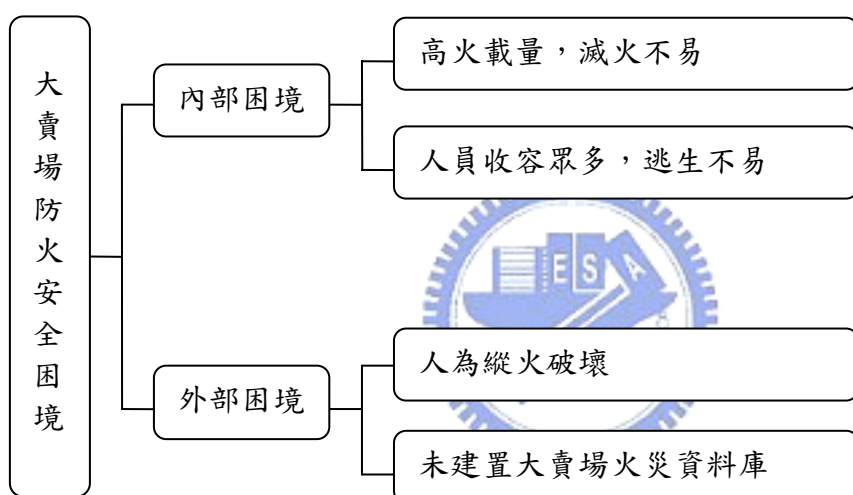 大賣場防火安全困境
內部困境
高火載量，滅火不易
人員收容眾多，逃生不易
外部困境
人為縱火破壞
未建置大賣場火災資料庫
ESA